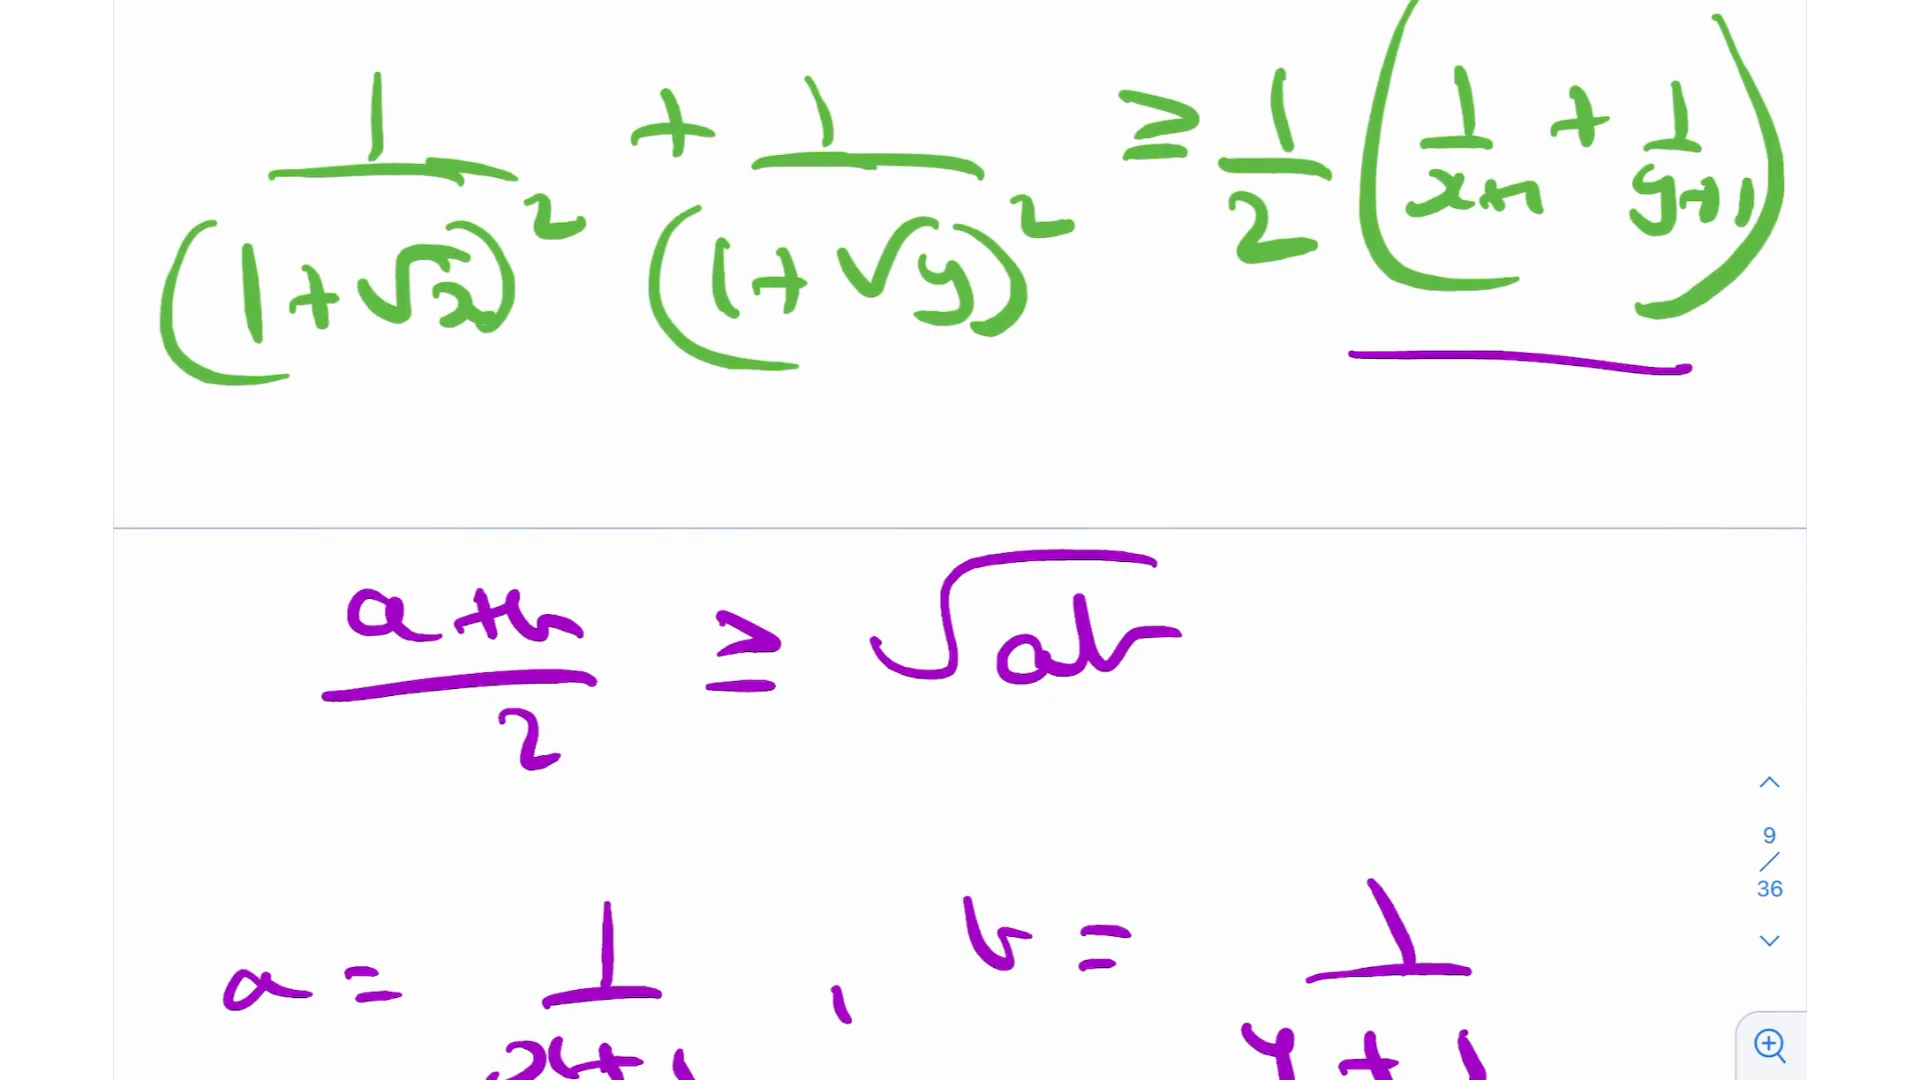 1/(1+√x)² + 1/(1+√y)² ≥ 1/2 (1/(x+1) + 1/(y+1))
(a+b)/2 ≥ √ab
a = 1/(x+1) , b = 1/(y+1)
9
/
36